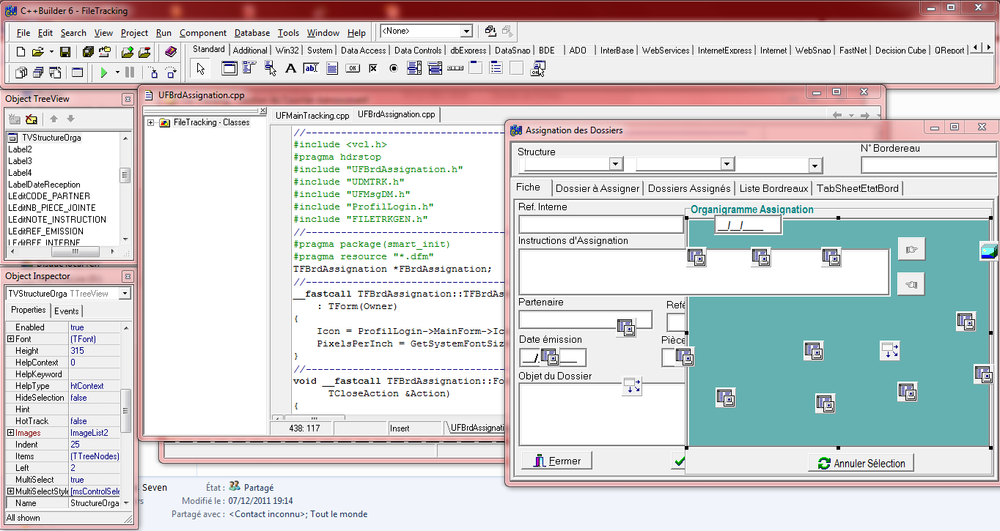 C++Builder 6 - FileTracking
File Edit Search View Project Run Component Database Tools Window Help
<None>
Standard Additional Win32 System Data Access Data Controls dbExpress DataSnap BDE ADO InterBase WebServices InternetExpress Internet WebSnap FastNet Decision Cube QReport
Object TreeView
TVStructureOrga
Label2
Label3
Label4
LabelDateReception
LEditCODE_PARTNER
LEditNB_PIECE_JOINTE
LEditNOTE_INSTRUCTION
LEditREF_EMISSION
LEditREF_INTERNE
Object Inspector
TVStructureOrga TTreeView
Properties Events
Enabled true
Font (TFont)
Height 315
HelpContext 0
HelpKeyword
HelpType htContext
HideSelection false
Hint
HotTrack false
Images ImageList2
Indent 25
Items (TTreeNodes)
Left 2
MultiSelect true
MultiSelectStyle [msControlSele
Name StructureOrga
All shown
UFBrdAssignation.cpp
FileTracking - Classes
UFMainTracking.cpp UFBrdAssignation.cpp
//------------------------------
#include <vcl.h>
#pragma hdrstop
#include "UFBrdAssignation.h"
#include "UDMTRK.h"
#include "UFMsgDM.h"
#include "ProfilLogin.h"
#include "FILETRKGEN.h"
//------------------------------
#pragma package(smart_init)
#pragma resource "*.dfm"
TFBrdAssignation *FBrdAssignation;
//------------------------------
__fastcall TFBrdAssignation::TFBrdAs
: TForm(Owner)
{
Icon = ProfilLogin->MainForm->Ic
PixelsPerInch = GetSystemFontSiz
}
//------------------------------
void __fastcall TFBrdAssignation::Fo
TCloseAction &Action)
{
438: 117 Insert \UFBrdAssignati
Assignation des Dossiers
Structure
N° Bordereau
Fiche Dossier à Assigner Dossiers Assignés Liste Bordreaux TabSheetEtatBord
Ref. Interne
Organigramme Assignation
__/__/____
Instructions d'Assignation
Partenaire
Refé
Date émission
Pièce
__/ ___
Objet du Dossier
Fermer
Annuler Sélection
Seven
État : Partagé
Modifié le : 07/12/2011 19:14
Partagé avec : <Contact inconnu>; Tout le monde